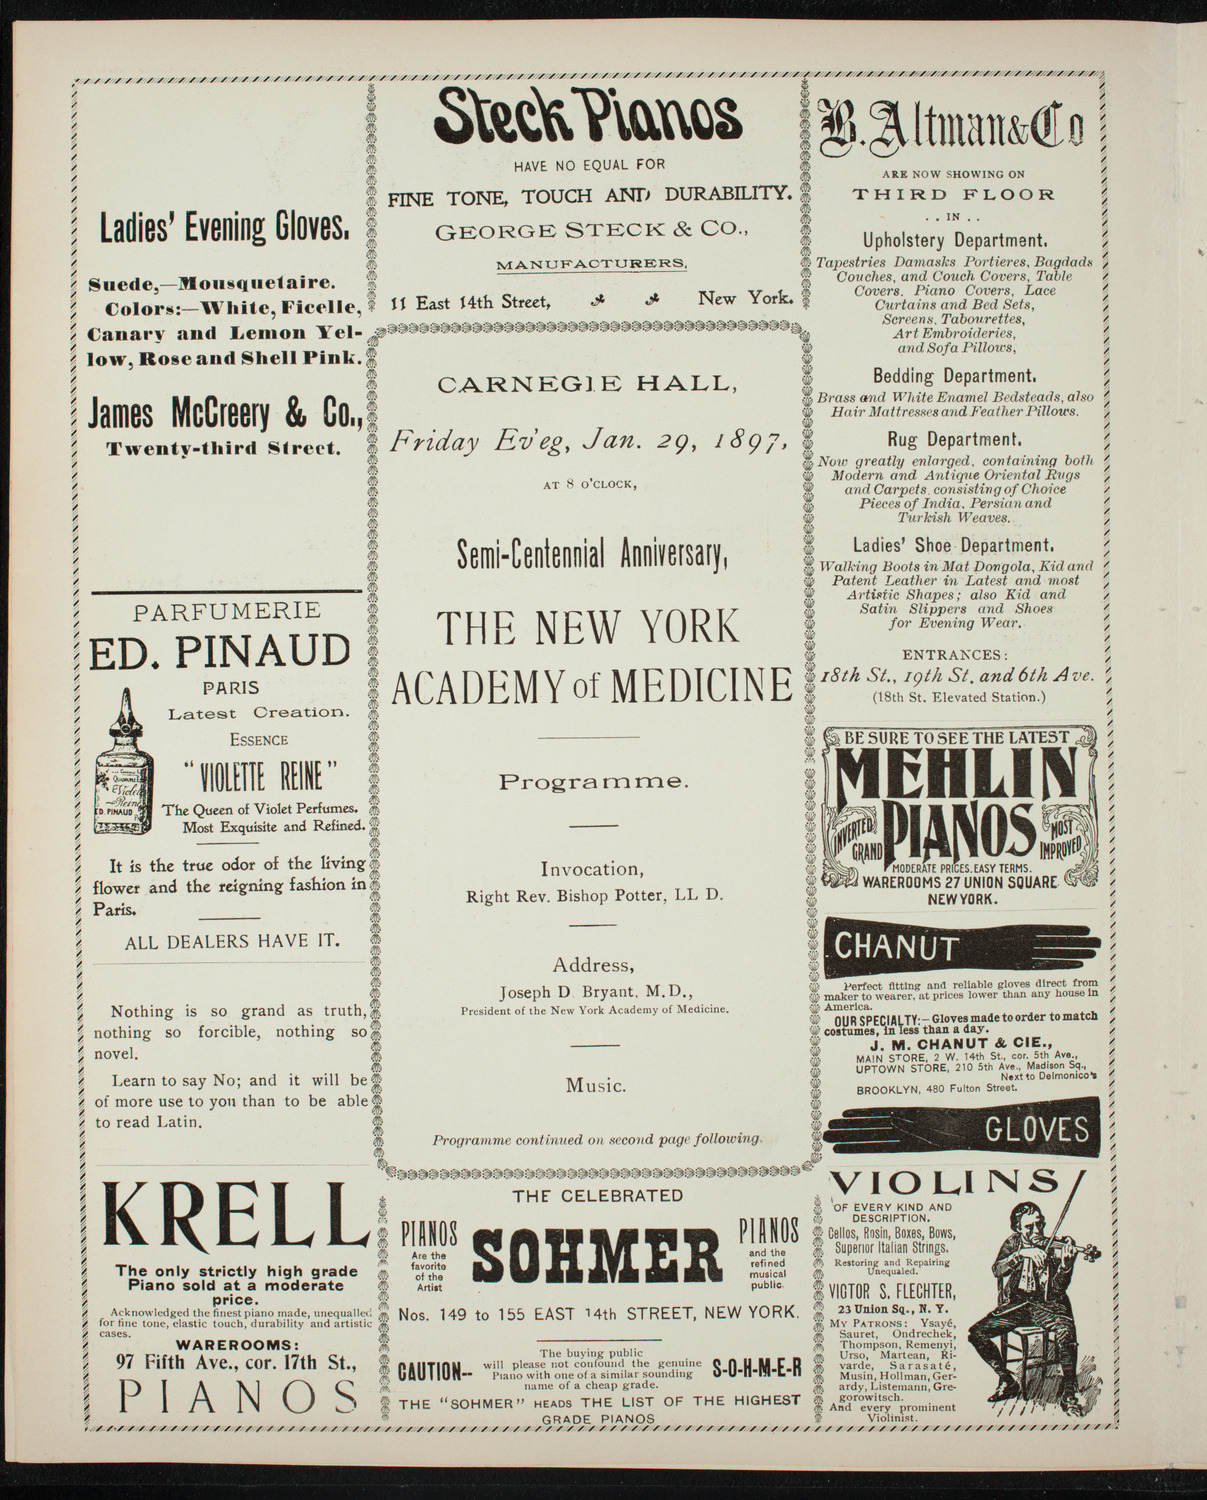 Ladies' Evening Gloves.
Suede,—Mousquetaire.
Colors:—White, Ficelle,
Canary and Lemon Yel-
low, Rose and Shell Pink.
James McCreery & Co.,
Twenty-third Street.
PARFUMERIE
ED. PINAUD
PARIS
Latest Creation.
ESSENCE
"VIOLETTE REINE"
The Queen of Violet Perfumes.
Most Exquisite and Refined.
Violette
Reine
ED. PINAUD
It is the true odor of the living
flower and the reigning fashion in
Paris.
ALL DEALERS HAVE IT.
Nothing is so grand as truth,
nothing so forcible, nothing so
novel.
Learn to say No; and it will be
of more use to you than to be able
to read Latin.
KRELL
The only strictly high grade
Piano sold at a moderate
price.
Acknowledged the finest piano made, unequalled
for fine tone, elastic touch, durability and artistic
cases.
WAREROOMS:
97 Fifth Ave., cor. 17th St.,
PIANOS
Steck Pianos
HAVE NO EQUAL FOR
FINE TONE, TOUCH AND DURABILITY.
GEORGE STECK & CO.,
MANUFACTURERS,
11 East 14th Street, New York.
CARNEGIE HALL,
Friday Ev'eg, Jan. 29, 1897,
AT 8 O'CLOCK,
Semi-Centennial Anniversary,
THE NEW YORK
ACADEMY of MEDICINE
Programme.
Invocation,
Right Rev. Bishop Potter, LL D.
Address,
Joseph D. Bryant, M.D.,
President of the New York Academy of Medicine.
Music.
Programme continued on second page following.
THE CELEBRATED
PIANOS
Are the
favorite
of the
Artist
SOHMER
PIANOS
and the
refined
musical
public.
Nos. 149 to 155 EAST 14th STREET, NEW YORK.
CAUTION--
The buying public
will please not confound the genuine
Piano with one of a similar sounding
name of a cheap grade.
S-O-H-M-E-R
THE "SOHMER" HEADS THE LIST OF THE HIGHEST
GRADE PIANOS
B. Altman & Co
ARE NOW SHOWING ON
THIRD FLOOR
. . IN . .
Upholstery Department.
Tapestries Damasks Portieres, Bagdads
Couches, and Couch Covers, Table
Covers, Piano Covers, Lace
Curtains and Bed Sets,
Screens, Tabourettes,
Art Embroideries,
and Sofa Pillows,
Bedding Department.
Brass and White Enamel Bedsteads, also
Hair Mattresses and Feather Pillows.
Rug Department.
Now greatly enlarged, containing both
Modern and Antique Oriental Rugs
and Carpets, consisting of Choice
Pieces of India, Persian and
Turkish Weaves.
Ladies' Shoe Department.
Walking Boots in Mat Dongola, Kid and
Patent Leather in Latest and most
Artistic Shapes; also Kid and
Satin Slippers and Shoes
for Evening Wear.
ENTRANCES:
18th St., 19th St. and 6th Ave.
(18th St. Elevated Station.)
BE SURE TO SEE THE LATEST
MEHLIN
PIANOS
INVERTED
GRAND
MOST
IMPROVED
MODERATE PRICES. EASY TERMS.
WAREROOMS 27 UNION SQUARE
NEW YORK.
CHANUT
Perfect fitting and reliable gloves direct from
maker to wearer, at prices lower than any house in
America.
OUR SPECIALTY:—Gloves made to order to match
costumes, in less than a day.
J. M. CHANUT & CIE.,
MAIN STORE, 2 W. 14th St., cor. 5th Ave.,
UPTOWN STORE, 210 5th Ave., Madison Sq.,
Next to Delmonico's
BROOKLYN, 480 Fulton Street.
GLOVES
VIOLINS
OF EVERY KIND AND
DESCRIPTION.
Cellos, Rosin, Boxes, Bows,
Superior Italian Strings.
Restoring and Repairing
Unequaled.
VICTOR S. FLECHTER,
23 Union Sq., N. Y.
MY PATRONS: Ysayé,
Sauret, Ondrechek,
Thompson, Remenyi,
Urso, Martean, Ri-
varde, Sarasaté,
Musin, Hollman, Ger-
ardy, Listemann, Gre-
gorowitsch.
And every prominent
Violinist.